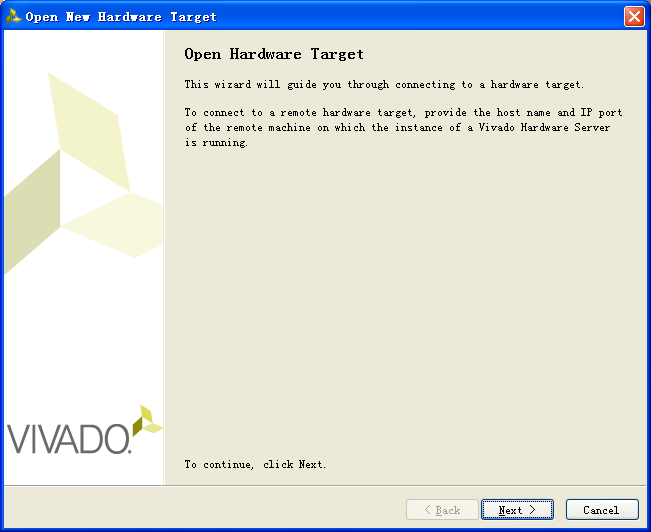 Open New Hardware Target
Open Hardware Target
This wizard will guide you through connecting to a hardware target.
To connect to a remote hardware target, provide the host name and IP port
of the remote machine on which the instance of a Vivado Hardware Server
is running.
VIVADO.
To continue, click Next.
< Back
Next >
Cancel